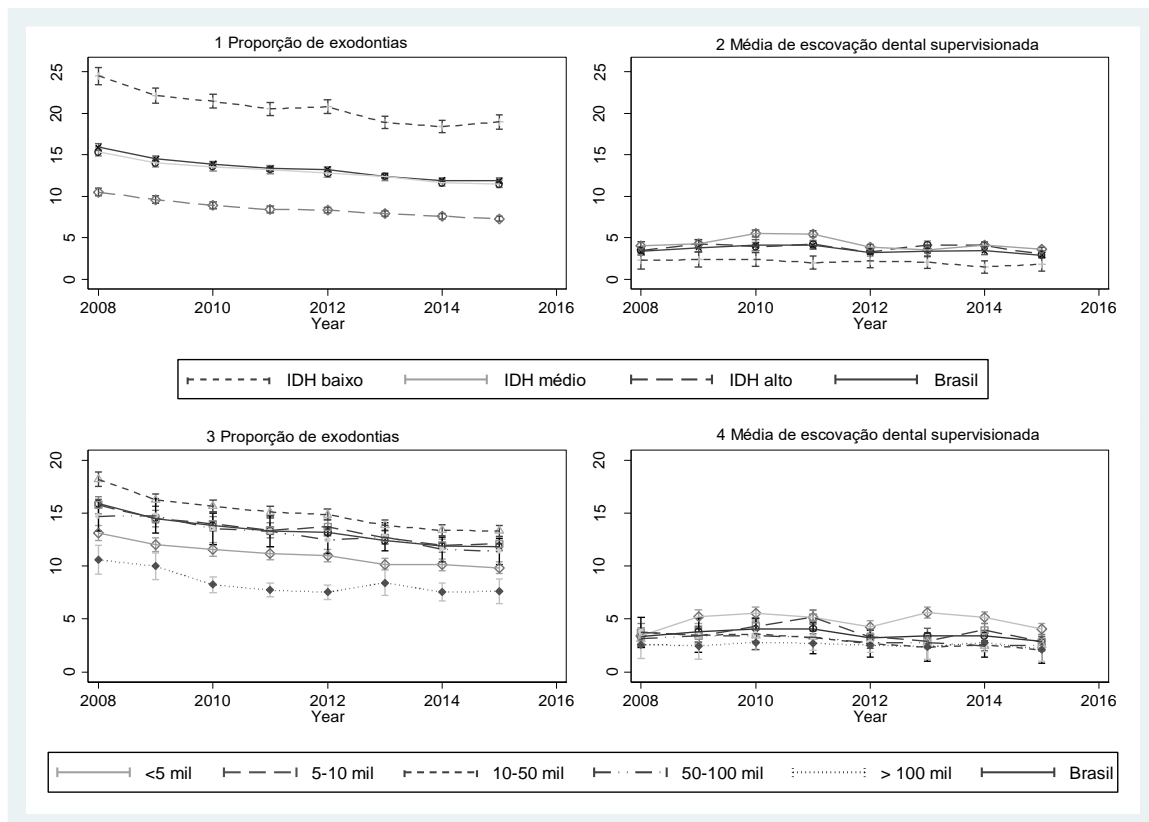 1 Proporção de exodontias
25
20
15
10
5
0
2008 2010 2012 2014 2016
Year
2 Média de escovação dental supervisionada
25
20
15
10
5
0
2008 2010 2012 2014 2016
Year
IDH baixo IDH médio IDH alto Brasil
3 Proporção de exodontias
20
15
10
5
0
2008 2010 2012 2014 2016
Year
4 Média de escovação dental supervisionada
20
15
10
5
0
2008 2010 2012 2014 2016
Year
<5 mil 5-10 mil 10-50 mil 50-100 mil > 100 mil Brasil